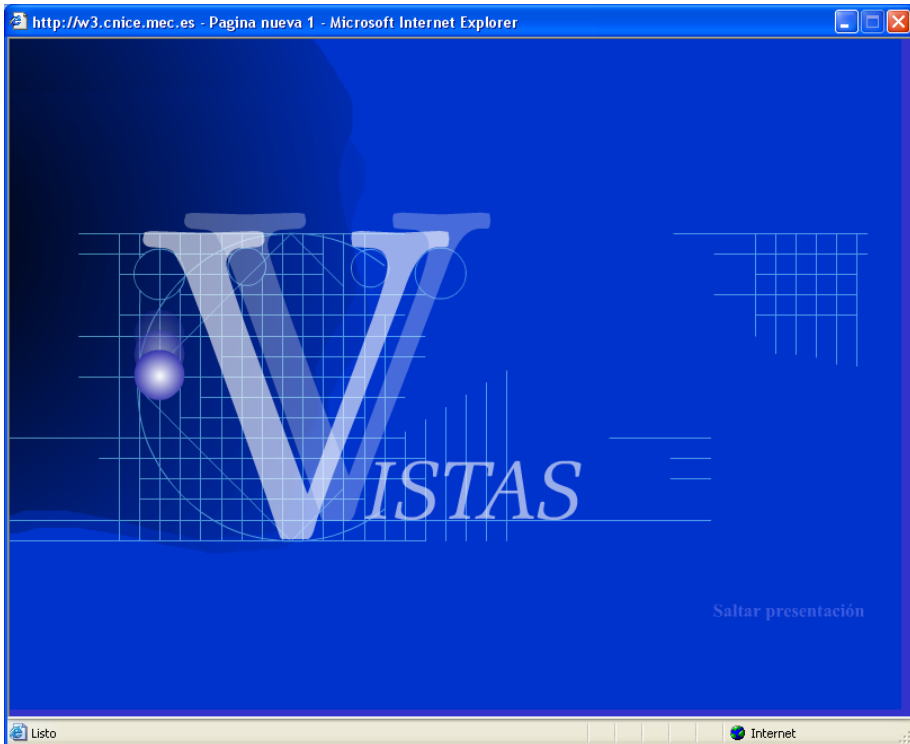 http://w3.cnice.mec.es - Pagina nueva 1 - Microsoft Internet Explorer
VISTAS
Saltar presentación
Listo
Internet